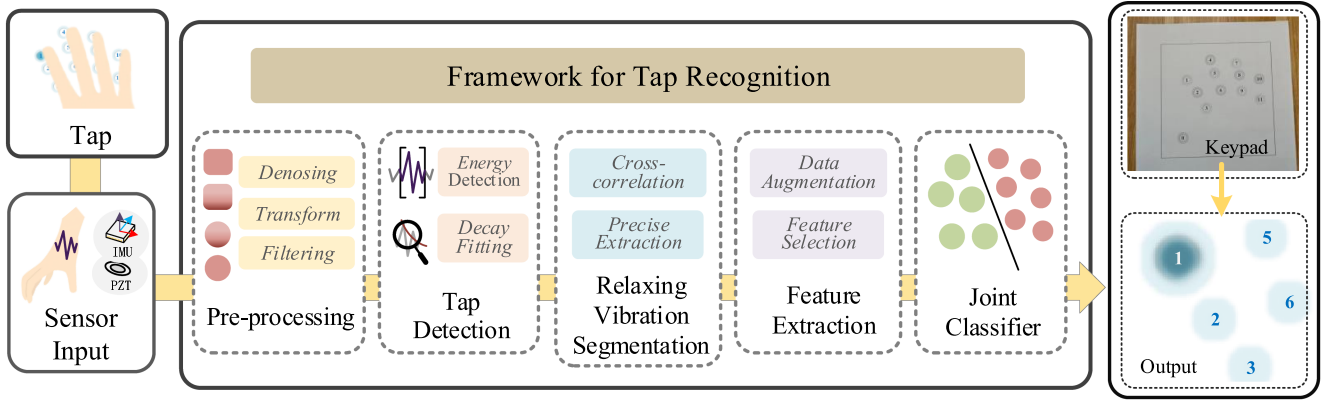 Tap
Sensor
Input
IMU
PZT
Framework for Tap Recognition
Denosing
Transform
Filtering
Pre-processing
Energy
Detection
Decay
Fitting
Tap
Detection
Cross-
correlation
Precise
Extraction
Relaxing
Vibration
Segmentation
Data
Augmentation
Feature
Selection
Feature
Extraction
Joint
Classifier
Keypad
1
5
6
2
3
Output